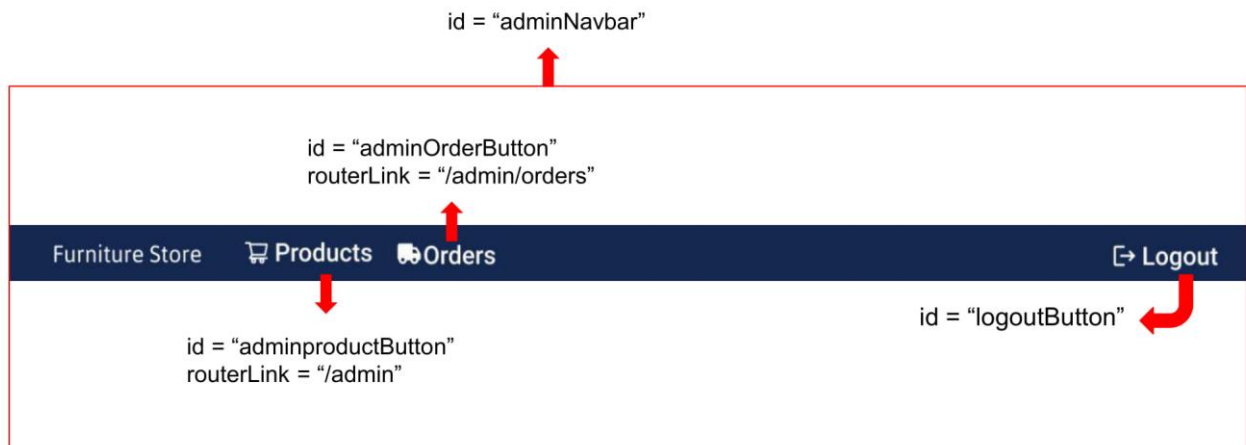 id = “adminNavbar”
id = “adminOrderButton”
routerLink = “/admin/orders”
Furniture Store Products Orders Logout
id = “logoutButton”
id = “adminproductButton”
routerLink = “/admin”